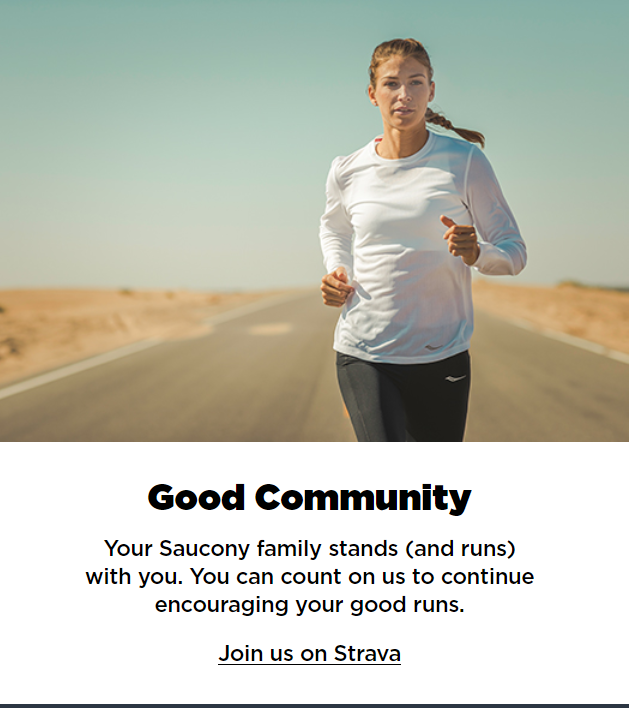 Good Community
Your Saucony family stands (and runs)
with you. You can count on us to continue
encouraging your good runs.
Join us on Strava